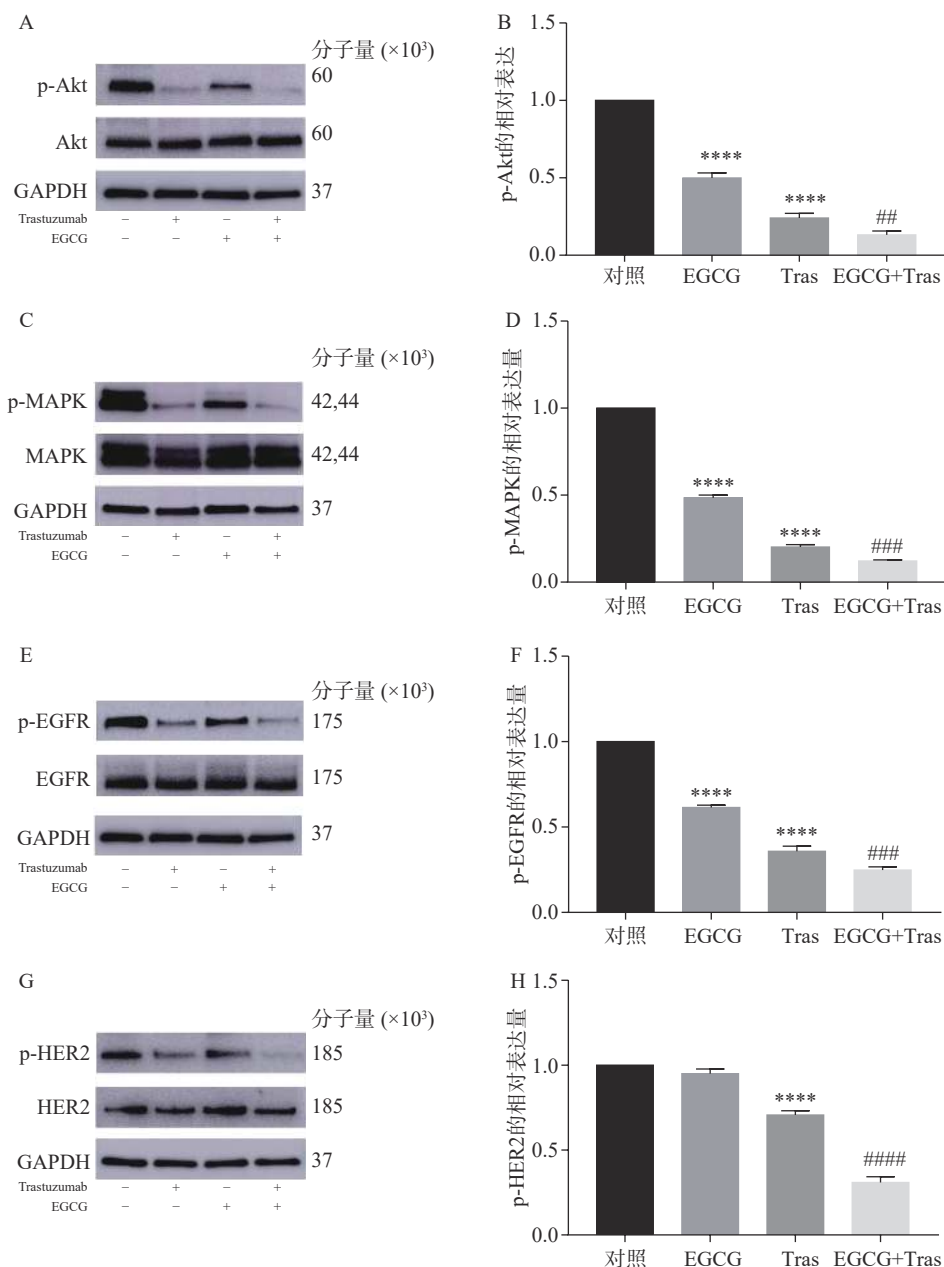 A
分子量 (×10³)
p-Akt
60
Akt
60
GAPDH
37
Trastuzumab − + − +
EGCG − − + +
B
p-Akt的相对表达
1.5
1.0
0.5
0.0
****
****
##
对照 EGCG Tras EGCG+Tras
C
分子量 (×10³)
p-MAPK
42,44
MAPK
42,44
GAPDH
37
Trastuzumab − + − +
EGCG − − + +
D
p-MAPK的相对表达量
1.5
1.0
0.5
0.0
****
****
###
对照 EGCG Tras EGCG+Tras
E
分子量 (×10³)
p-EGFR
175
EGFR
175
GAPDH
37
Trastuzumab − + − +
EGCG − − + +
F
p-EGFR的相对表达量
1.5
1.0
0.5
0.0
****
****
###
对照 EGCG Tras EGCG+Tras
G
分子量 (×10³)
p-HER2
185
HER2
185
GAPDH
37
Trastuzumab − + − +
EGCG − − + +
H
p-HER2的相对表达量
1.5
1.0
0.5
0.0
****
####
对照 EGCG Tras EGCG+Tras